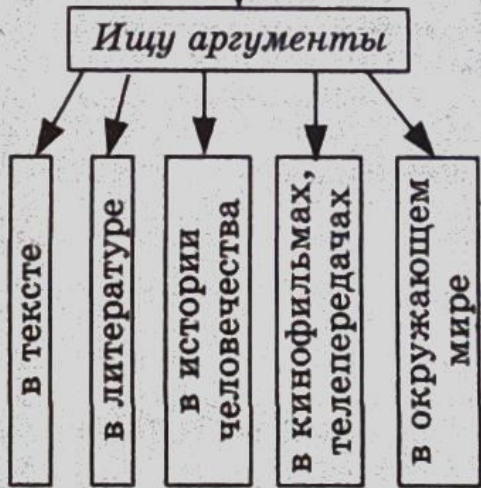 Ищу аргументы
в тексте
в литературе
в истории
человечества
в кинофильмах,
телепередачах
в окружающем
мире